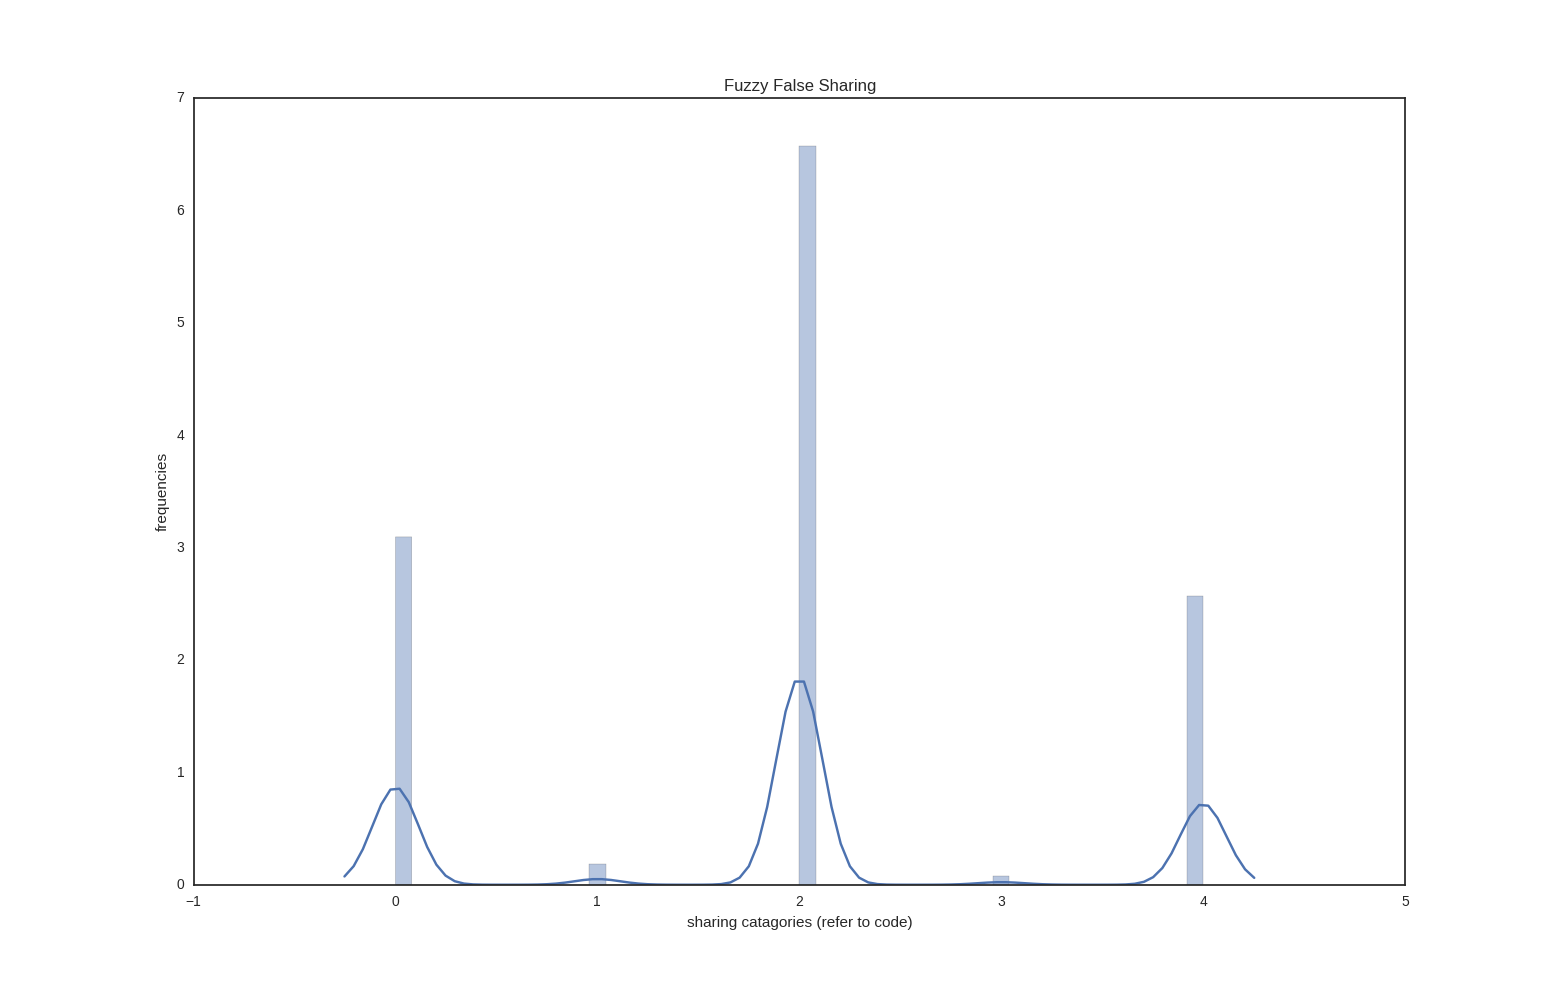 Fuzzy False Sharing
7
6
5
4
3
2
1
0
frequencies
−1 0 1 2 3 4 5
sharing catagories (refer to code)